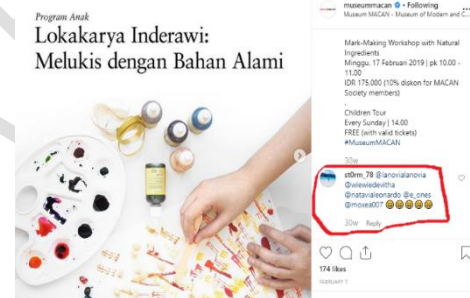 Program Anak
Lokakarya Inderawi:
Melukis dengan Bahan Alami
museummacan • Following
Museum MACAN - Museum of Modern and C...
Mark-Making Workshop with Natural
Ingredients
Minggu, 17 Februari 2019 | pk 10.00 -
11.00
IDR 175.000 (10% diskon for MACAN
Society members)
.
Children Tour
Every Sunday | 14.00
FREE (with valid tickets)
#MuseumMACAN
30w
st0rm_78 @lanovialanovia
@wiewiedevitha
@natavialeonardo @e_ones
@moxea007 😄😄😄😄😄
30w Reply
174 likes
FEBRUARY 7